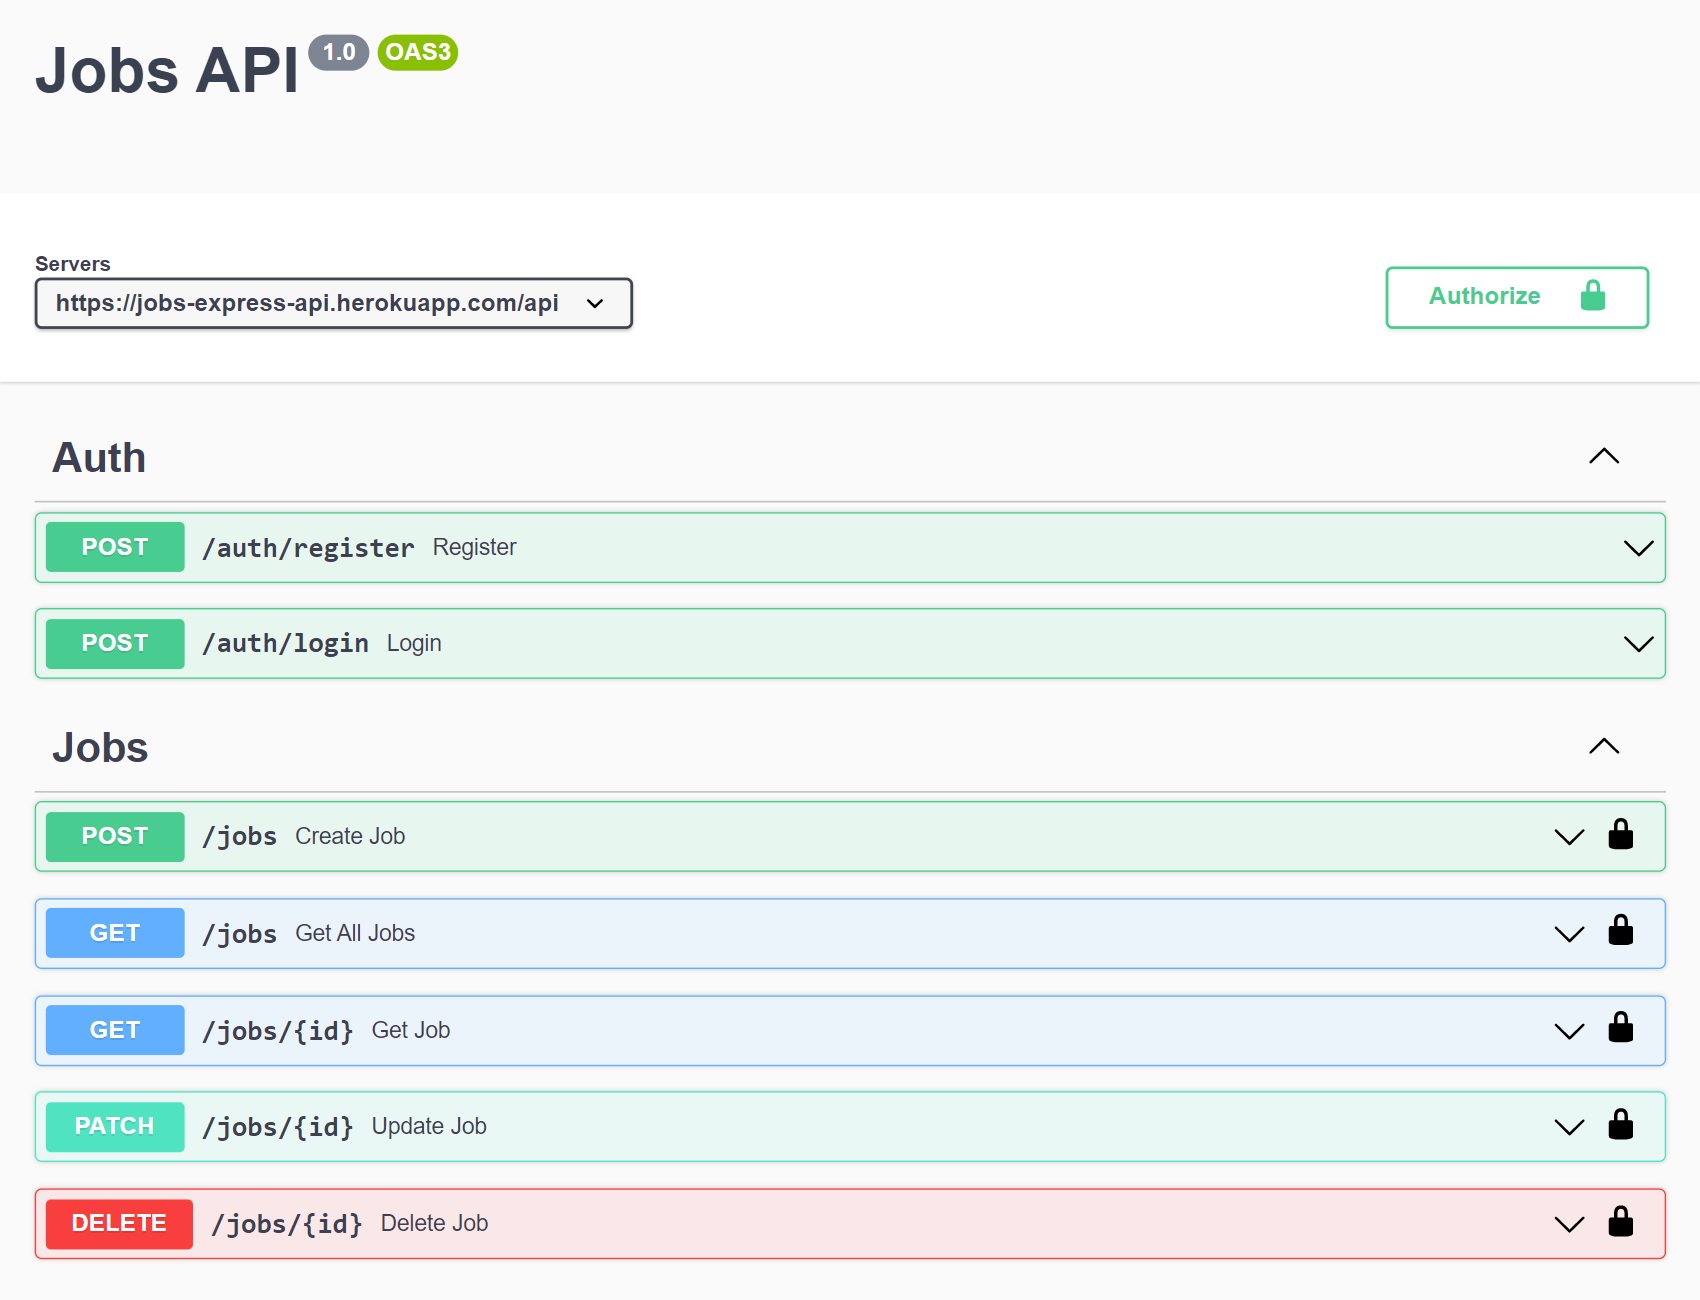 Jobs API 1.0 OAS3
Servers
https://jobs-express-api.herokuapp.com/api
Authorize
Auth
POST /auth/register Register
POST /auth/login Login
Jobs
POST /jobs Create Job
GET /jobs Get All Jobs
GET /jobs/{id} Get Job
PATCH /jobs/{id} Update Job
DELETE /jobs/{id} Delete Job